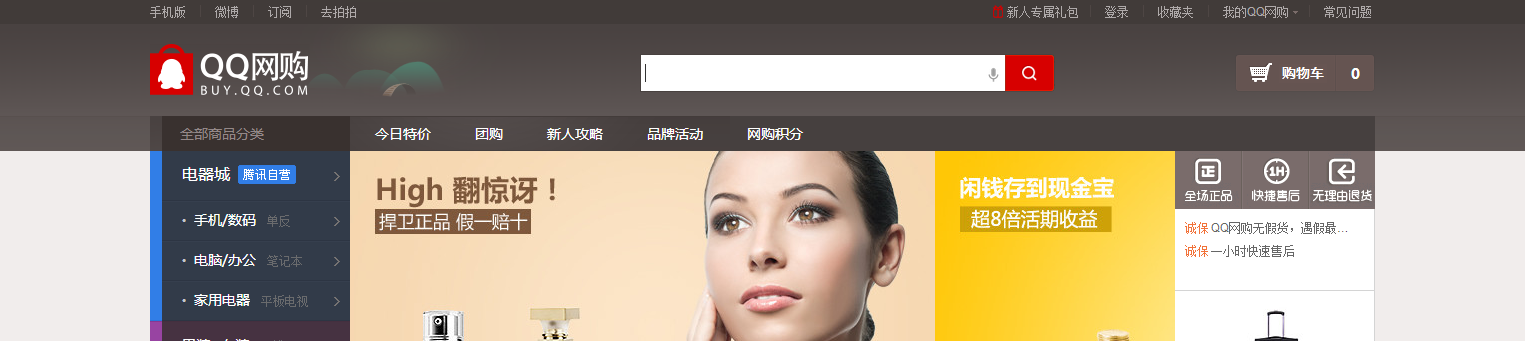 手机版 微博 订阅 去拍拍 新人专属礼包 登录 收藏夹 我的QQ网购 常见问题
QQ网购
BUY.QQ.COM
购物车 0
全部商品分类 今日特价 团购 新人攻略 品牌活动 网购积分
电器城 腾讯自营
· 手机/数码 单反
· 电脑/办公 笔记本
· 家用电器 平板电视
High 翻惊讶！
捍卫正品 假一赔十
闲钱存到现金宝
超8倍活期收益
正 1H
全场正品 快捷售后 无理由退货
诚保 QQ网购无假货，遇假最...
诚保 一小时快速售后